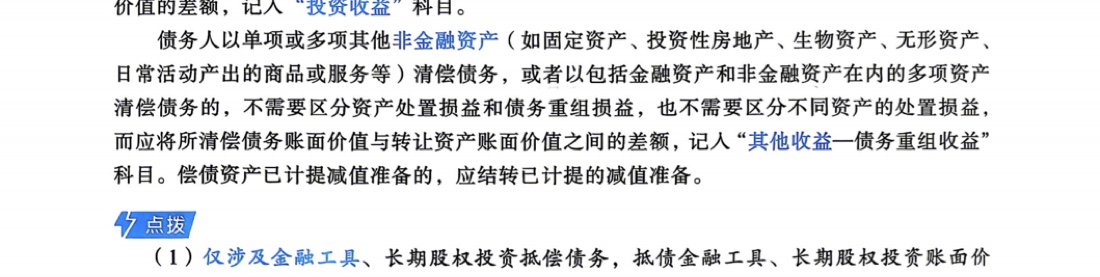 价值的差额，记入“投资收益”科目。
债务人以单项或多项其他非金融资产（如固定资产、投资性房地产、生物资产、无形资产、
日常活动产出的商品或服务等）清偿债务，或者以包括金融资产和非金融资产在内的多项资产
清偿债务的，不需要区分资产处置损益和债务重组损益，也不需要区分不同资产的处置损益，
而应将所清偿债务账面价值与转让资产账面价值之间的差额，记入“其他收益—债务重组收益”
科目。偿债资产已计提减值准备的，应结转已计提的减值准备。
点拨
（1）仅涉及金融工具、长期股权投资抵偿债务，抵债金融工具、长期股权投资账面价